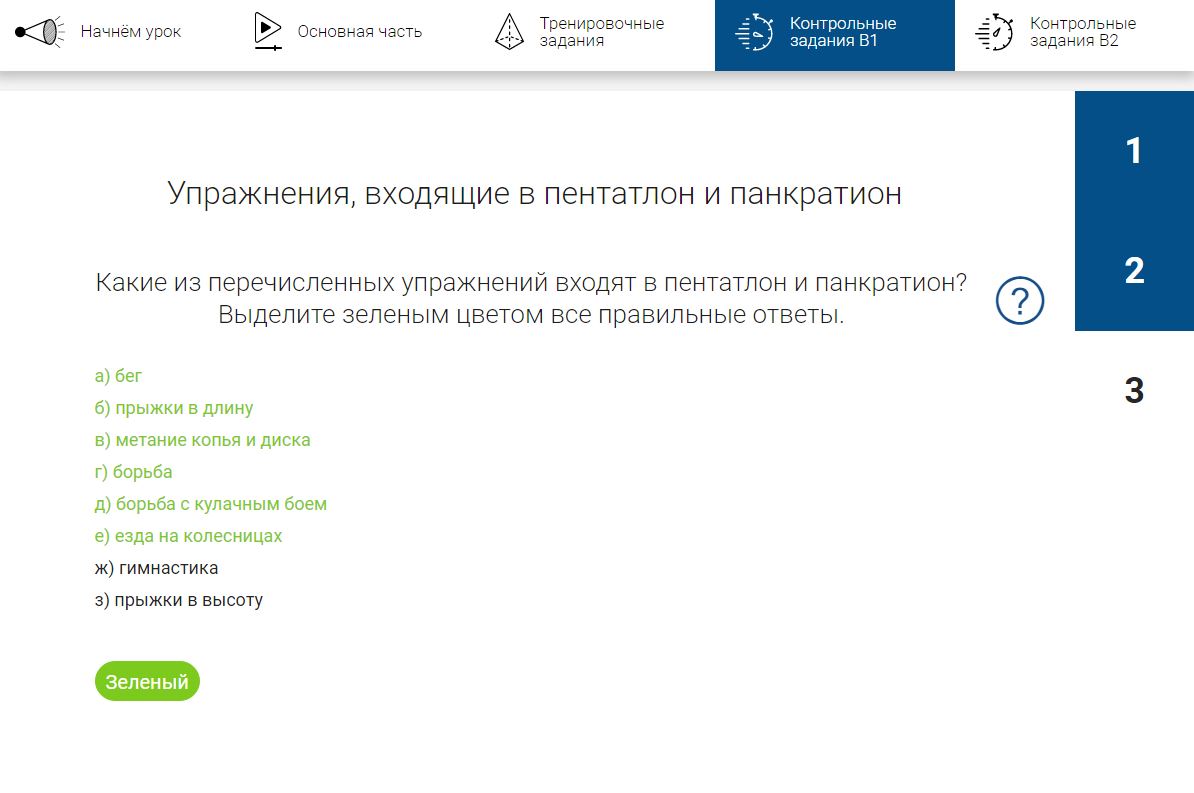 Начнём урок
Основная часть
Тренировочные
задания
Контрольные
задания В1
Контрольные
задания В2
1
2
3
Упражнения, входящие в пентатлон и панкратион
Какие из перечисленных упражнений входят в пентатлон и панкратион?
Выделите зеленым цветом все правильные ответы.
?
а) бег
б) прыжки в длину
в) метание копья и диска
г) борьба
д) борьба с кулачным боем
е) езда на колесницах
ж) гимнастика
з) прыжки в высоту
Зеленый